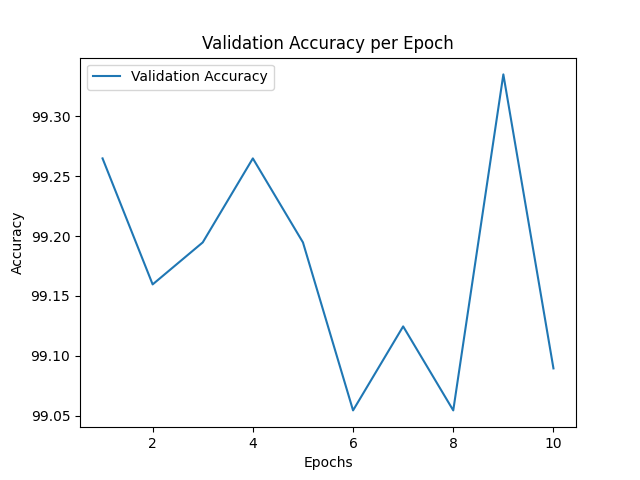 Validation Accuracy per Epoch
Validation Accuracy
99.30
99.25
99.20
99.15
99.10
99.05
Accuracy
2 4 6 8 10
Epochs